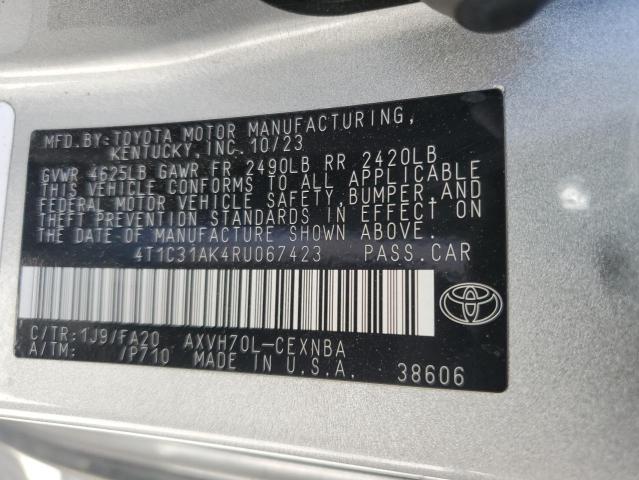 MFD.BY:TOYOTA MOTOR MANUFACTURING,
KENTUCKY,INC.10/23
GVWR 4625LB GAWR FR 2490LB RR 2420LB
THIS VEHICLE CONFORMS TO ALL APPLICABLE
FEDERAL MOTOR VEHICLE SAFETY,BUMPER,AND
THEFT PREVENTION STANDARDS IN EFFECT ON
THE DATE OF MANUFACTURE SHOWN ABOVE.
4T1C31AK4RU067423 PASS.CAR
C/TR:1J9/FA20 AXVH70L-CEXNBA
A/TM: /P710 MADE IN U.S.A. 38606